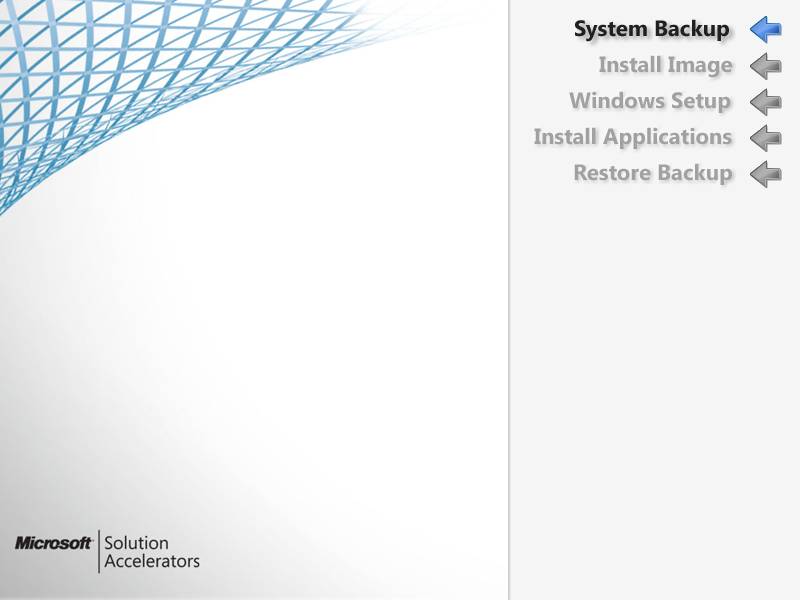 System Backup
Install Image
Windows Setup
Install Applications
Restore Backup
Microsoft
Solution
Accelerators